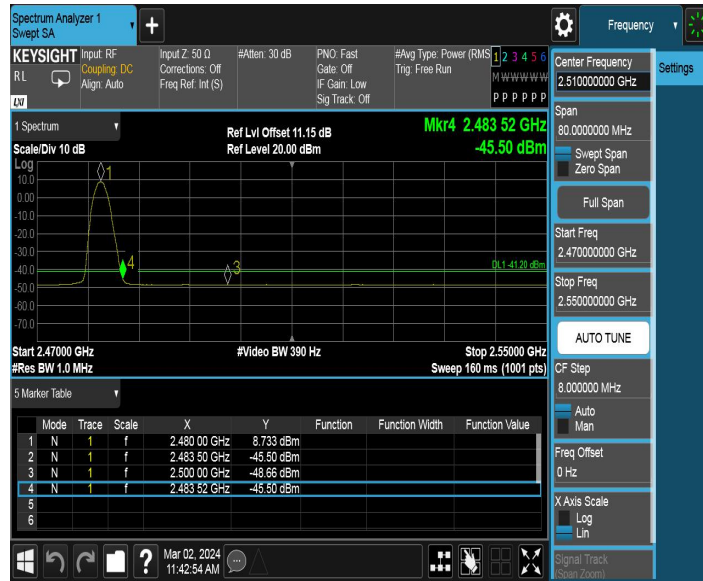 Spectrum Analyzer 1
Swept SA
+
Frequency
KEYSIGHT
RL
LXI
Input: RF
Coupling: DC
Align: Auto
Input Z: 50 Ω
Corrections: Off
Freq Ref: Int (S)
#Atten: 30 dB
PNO: Fast
Gate: Off
IF Gain: Low
Sig Track: Off
#Avg Type: Power (RMS
Trig: Free Run
1 2 3 4 5 6
M W W W W W
P P P P P P
Center Frequency
2.510000000 GHz
Settings
Span
80.0000000 MHz
Swept Span
Zero Span
Full Span
Start Freq
2.470000000 GHz
Stop Freq
2.550000000 GHz
AUTO TUNE
CF Step
8.000000 MHz
Auto
Man
Freq Offset
0 Hz
X Axis Scale
Log
Lin
Signal Track
(Span Zoom)
1 Spectrum
Scale/Div 10 dB
Ref Lvl Offset 11.15 dB
Ref Level 20.00 dBm
Mkr4 2.483 52 GHz
-45.50 dBm
Log
10.0
0.00
-10.0
-20.0
-30.0
-40.0
-50.0
-60.0
-70.0
1
4
3
DL1 -41.20 dBm
Start 2.47000 GHz
#Video BW 390 Hz
Stop 2.55000 GHz
#Res BW 1.0 MHz
Sweep 160 ms (1001 pts)
5 Marker Table
Mode Trace Scale X Y Function Function Width Function Value
1 N 1 f 2.480 00 GHz 8.733 dBm
2 N 1 f 2.483 50 GHz -45.50 dBm
3 N 1 f 2.500 00 GHz -48.66 dBm
4 N 1 f 2.483 52 GHz -45.50 dBm
5
6
?
Mar 02, 2024
11:42:54 AM